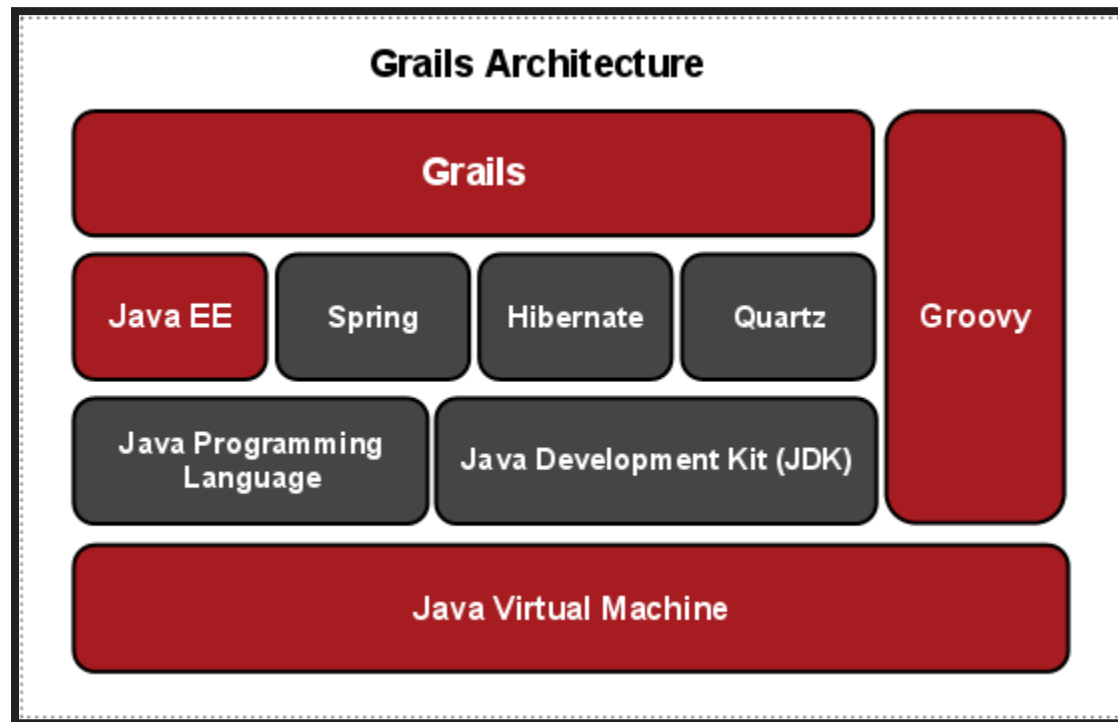 Grails Architecture
Grails
Java EE
Spring
Hibernate
Quartz
Groovy
Java Programming
Language
Java Development Kit (JDK)
Java Virtual Machine